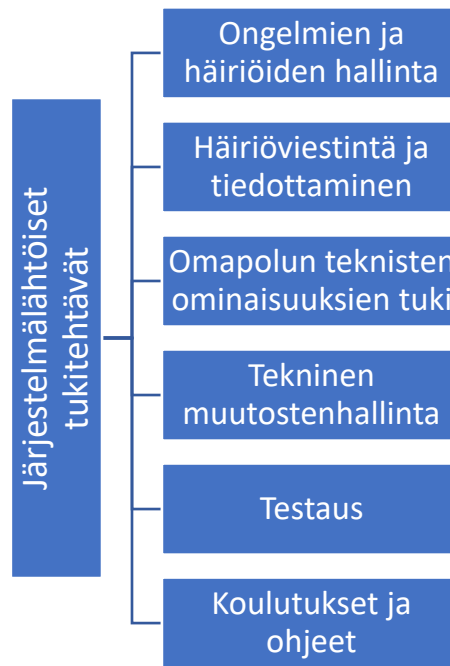 Järjestelmälähtöiset
tukitehtävät
Ongelmien ja
häiriöiden hallinta
Häiriöviestintä ja
tiedottaminen
Omapolun teknisten
ominaisuuksien tuki
Tekninen
muutostenhallinta
Testaus
Koulutukset ja
ohjeet